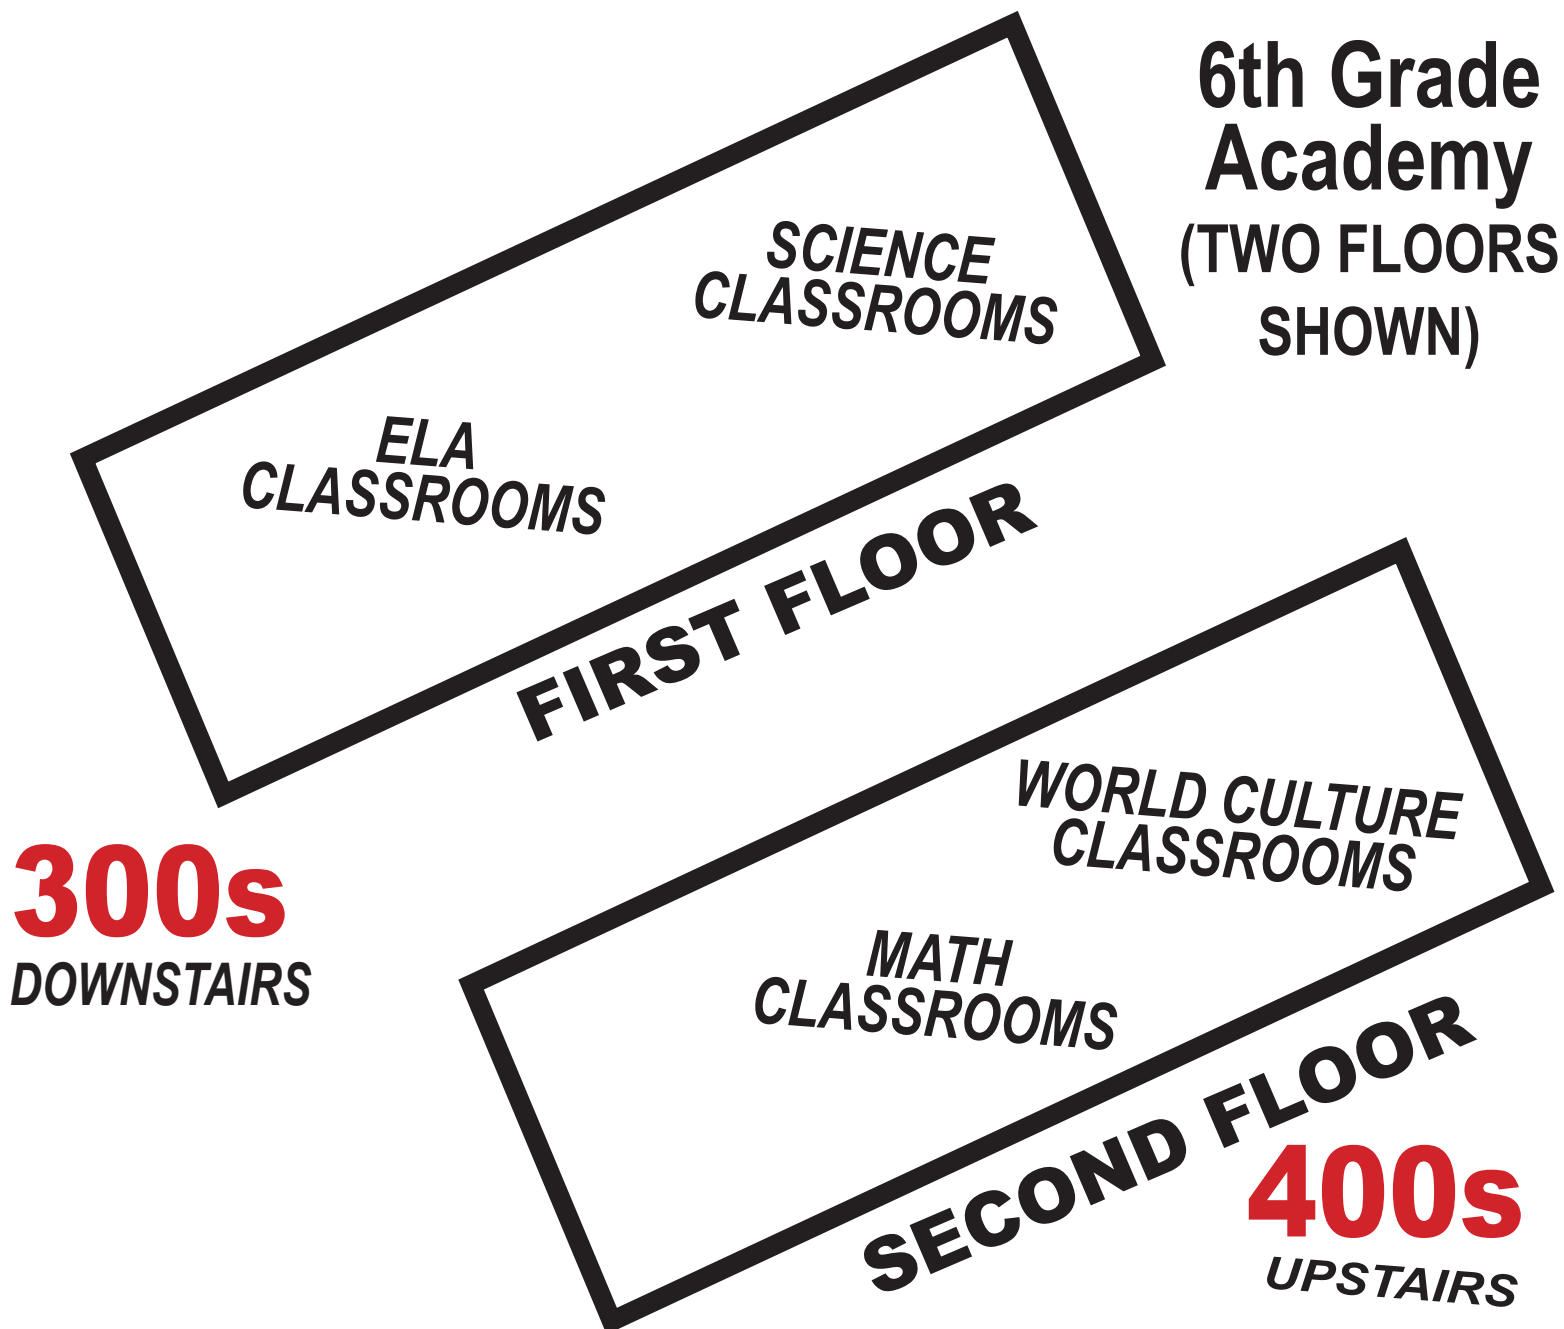 6th Grade
Academy
(TWO FLOORS
SHOWN)
SCIENCE
CLASSROOMS
ELA
CLASSROOMS
FIRST FLOOR
300s
DOWNSTAIRS
WORLD CULTURE
CLASSROOMS
MATH
CLASSROOMS
SECOND FLOOR
400s
UPSTAIRS